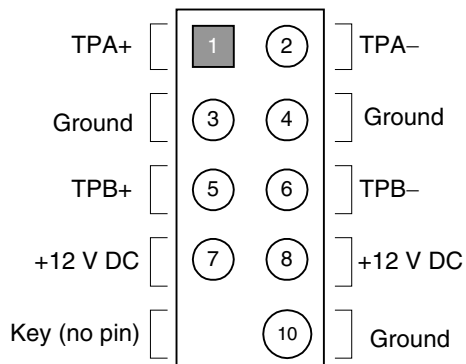 TPA+ 1 2 TPA–
Ground 3 4 Ground
TPB+ 5 6 TPB–
+12 V DC 7 8 +12 V DC
Key (no pin) 10 Ground